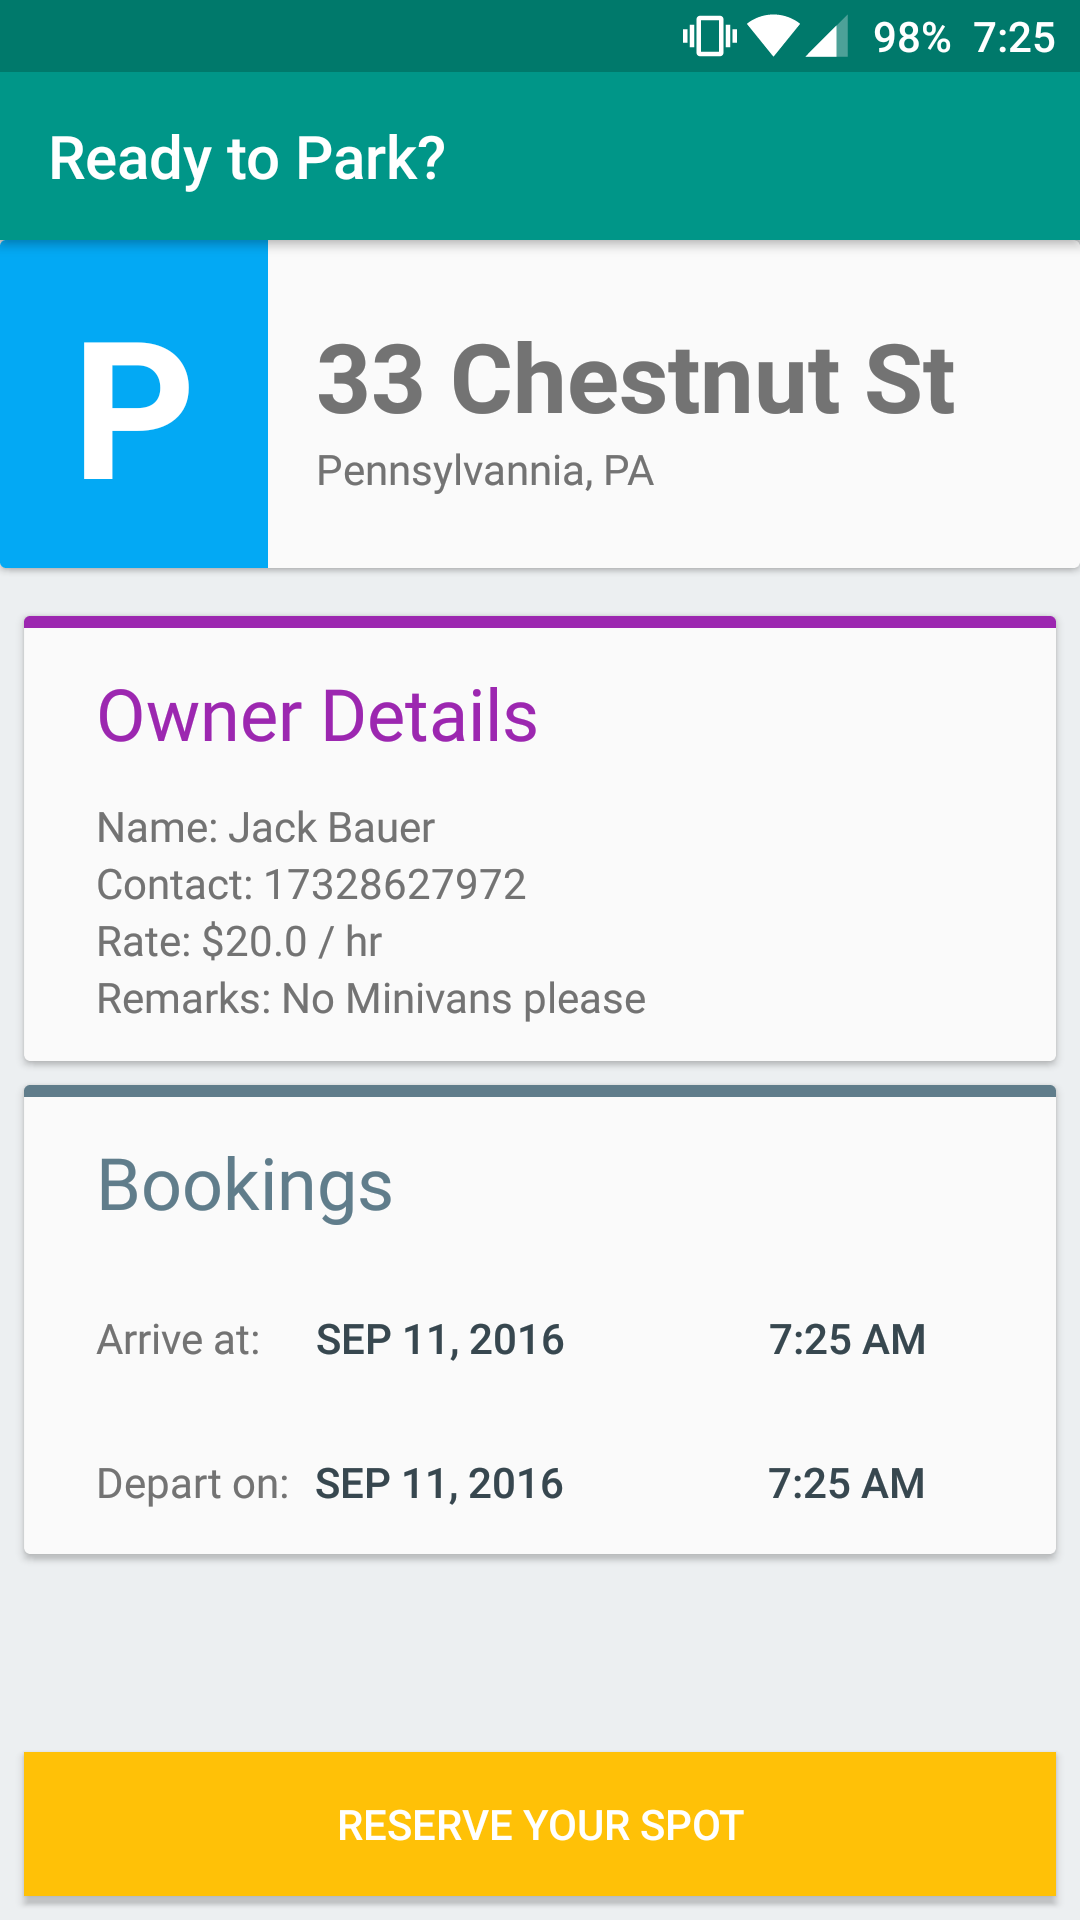 98% 7:25
Ready to Park?
P
33 Chestnut St
Pennsylvannia, PA
Owner Details
Name: Jack Bauer
Contact: 17328627972
Rate: $20.0 / hr
Remarks: No Minivans please
Bookings
Arrive at: SEP 11, 2016 7:25 AM
Depart on: SEP 11, 2016 7:25 AM
RESERVE YOUR SPOT